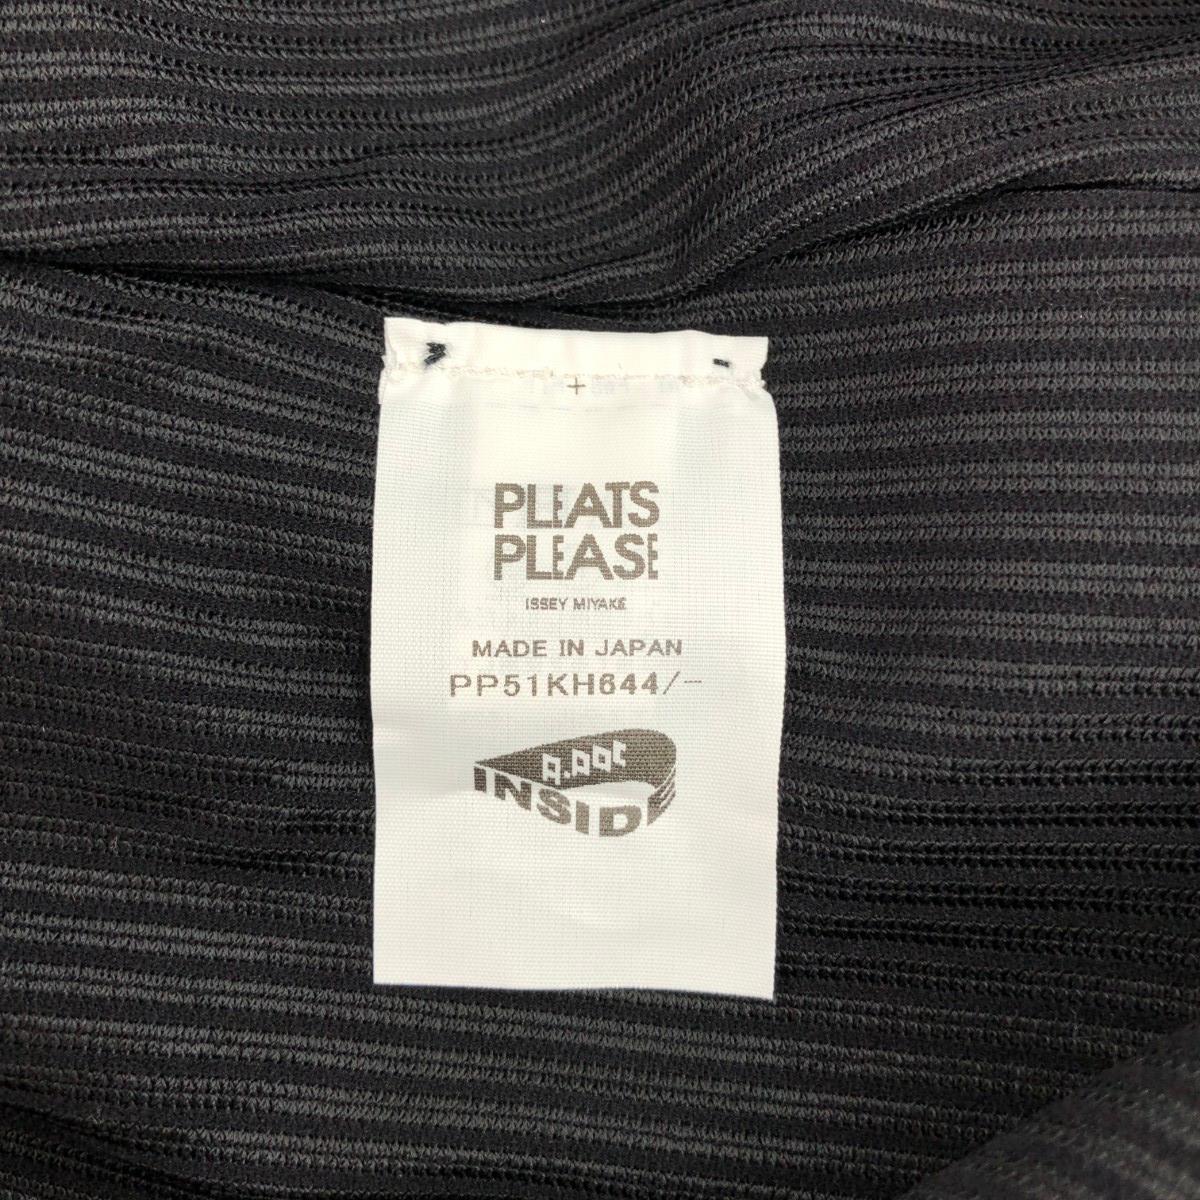 PLEATS
PLEASE
ISSEY MIYAKE
MADE IN JAPAN
PP51KH644/-
A-POC
INSIDE